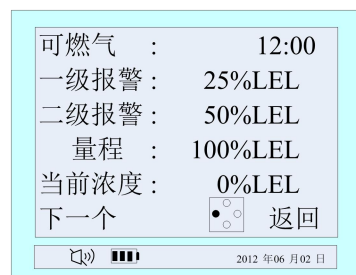 可燃气 : 12:00
一级报警 : 25%LEL
二级报警 : 50%LEL
量程 : 100%LEL
当前浓度 : 0%LEL
下一个 返回
2012 年06 月02 日